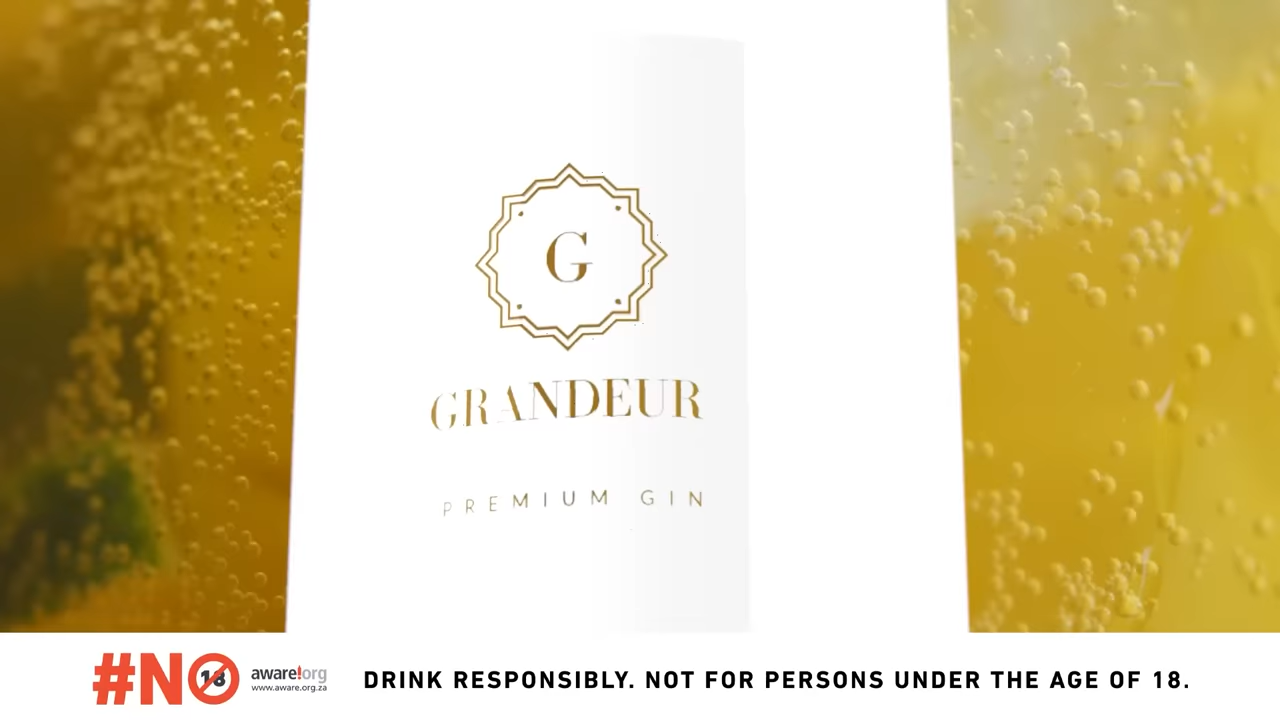 G
GRANDEUR
PREMIUM GIN
#NO 18
aware!org
www.aware.org.za
DRINK RESPONSIBLY. NOT FOR PERSONS UNDER THE AGE OF 18.